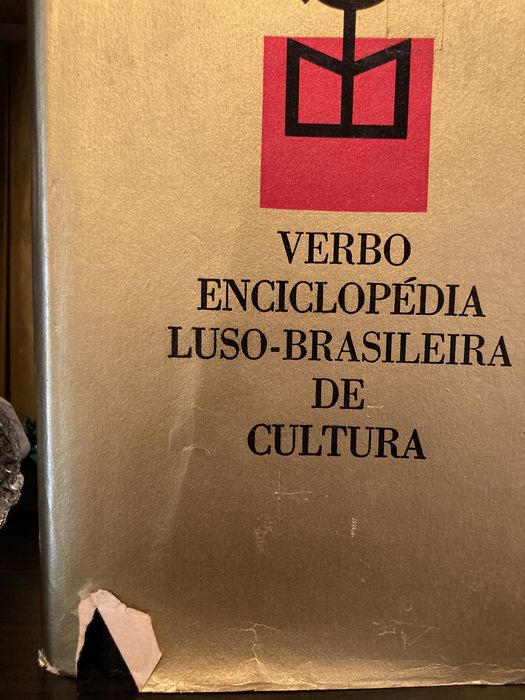 VERBO
ENCICLOPÉDIA
LUSO-BRASILEIRA
DE
CULTURA